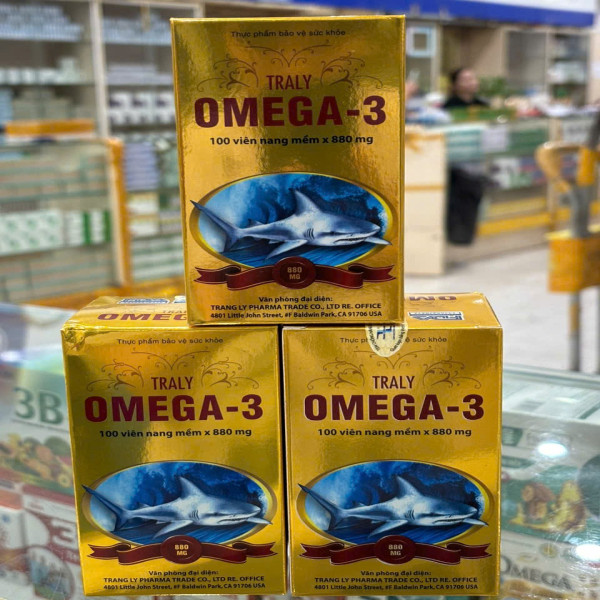 Thực phẩm bảo vệ sức khỏe
TRALY
OMEGA-3
100 viên nang mềm x 880 mg
880
MG
Văn phòng đại diện:
TRANG LY PHARMA TRADE CO., LTD RE. OFFICE
4801 Little John Street, #F Baldwin Park, CA 91706 USA
Thực phẩm bảo vệ sức khỏe
TRALY
OMEGA-3
100 viên nang mềm x 880 mg
880
MG
Văn phòng đại diện:
TRANG LY PHARMA TRADE CO., LTD RE. OFFICE
4801 Little John Street, #F Baldwin Park, CA 91706 USA
Thực phẩm bảo vệ sức khỏe
TRALY
OMEGA-3
100 viên nang mềm x 880 mg
880
MG
Văn phòng đại diện:
TRANG LY PHARMA TRADE CO., LTD RE. OFFICE
4801 Little John Street, #F Baldwin Park, CA 91706 USA
3B
OMEGA